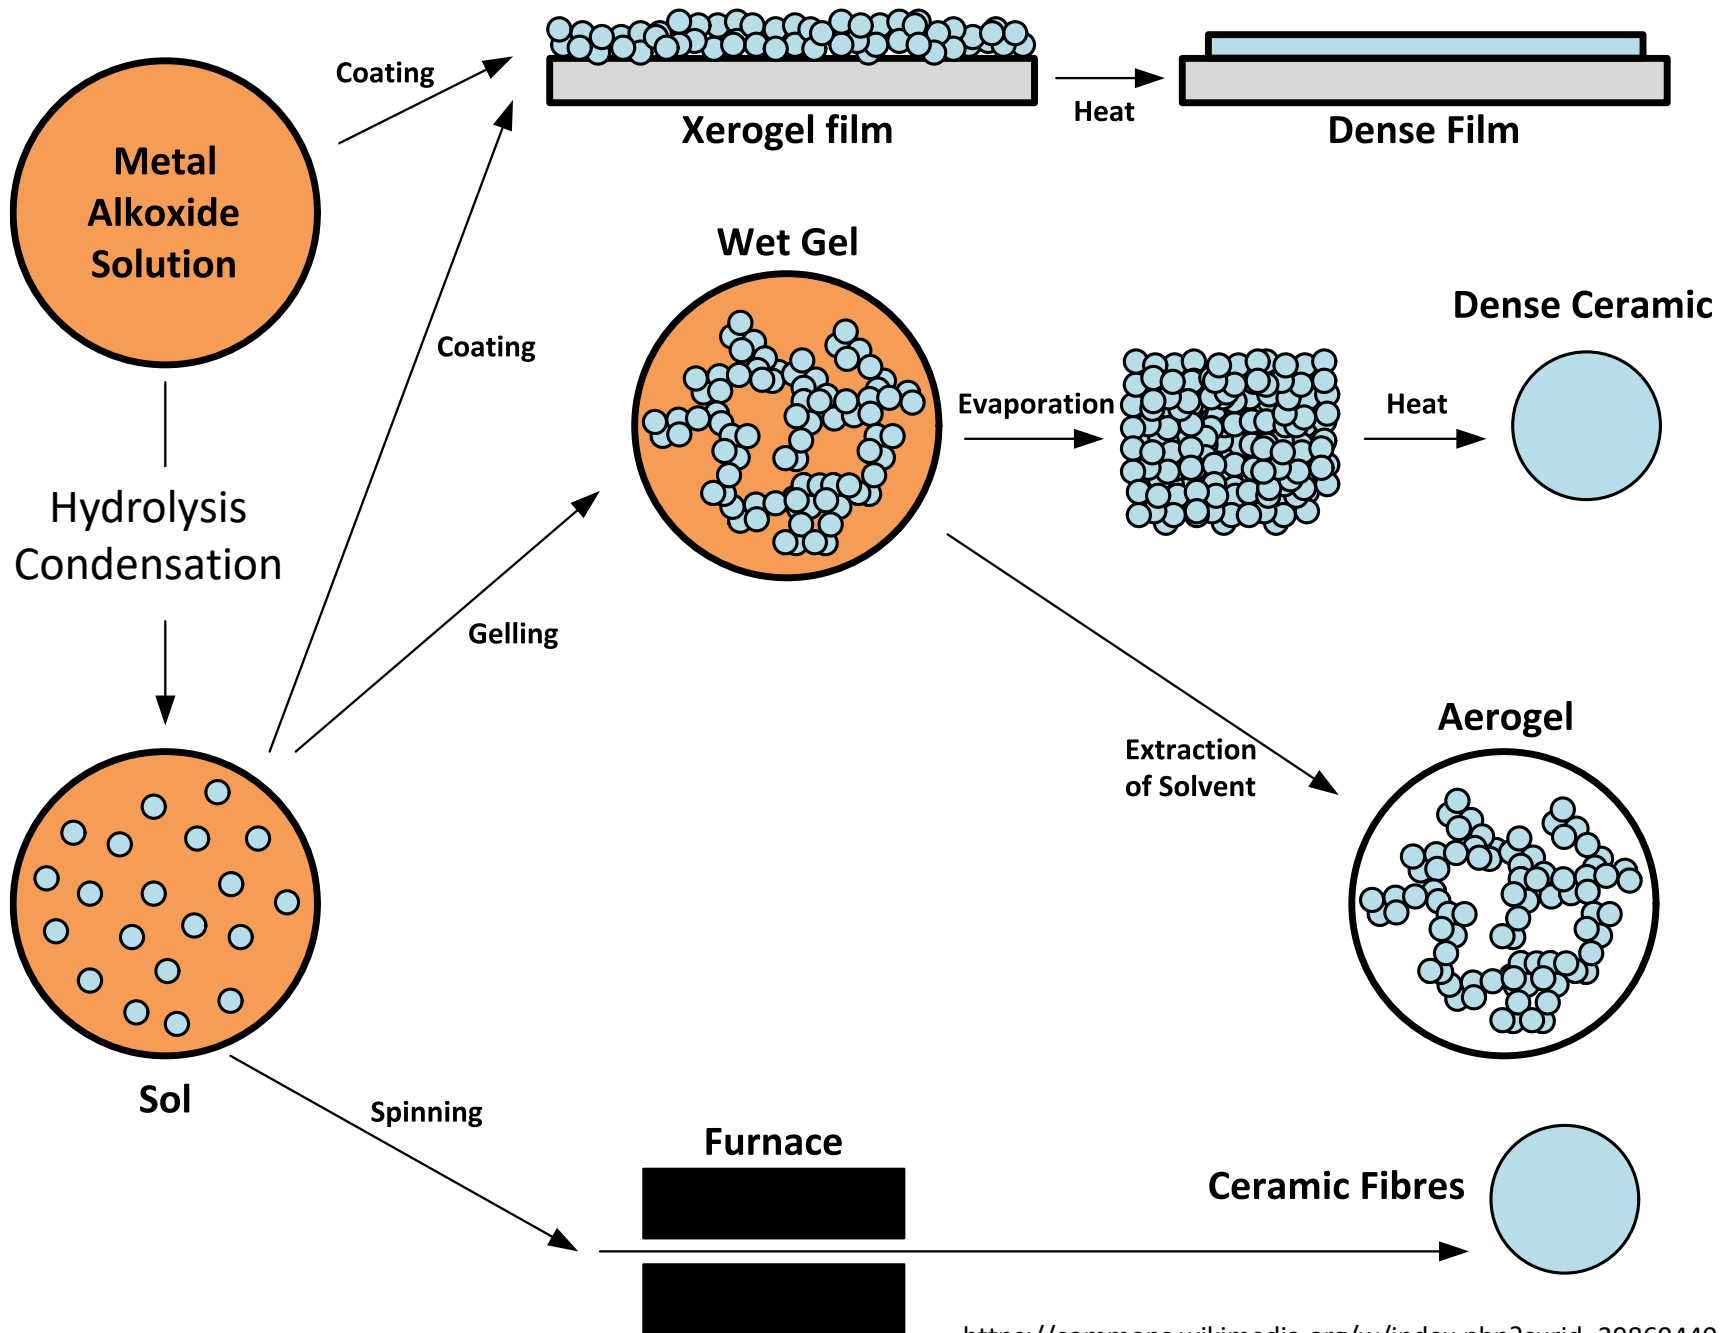 Metal
Alkoxide
Solution
Coating
Xerogel film
Heat
Dense Film
Wet Gel
Coating
Dense Ceramic
Evaporation
Heat
Hydrolysis
Condensation
Gelling
Extraction
of Solvent
Aerogel
Sol
Spinning
Furnace
Ceramic Fibres